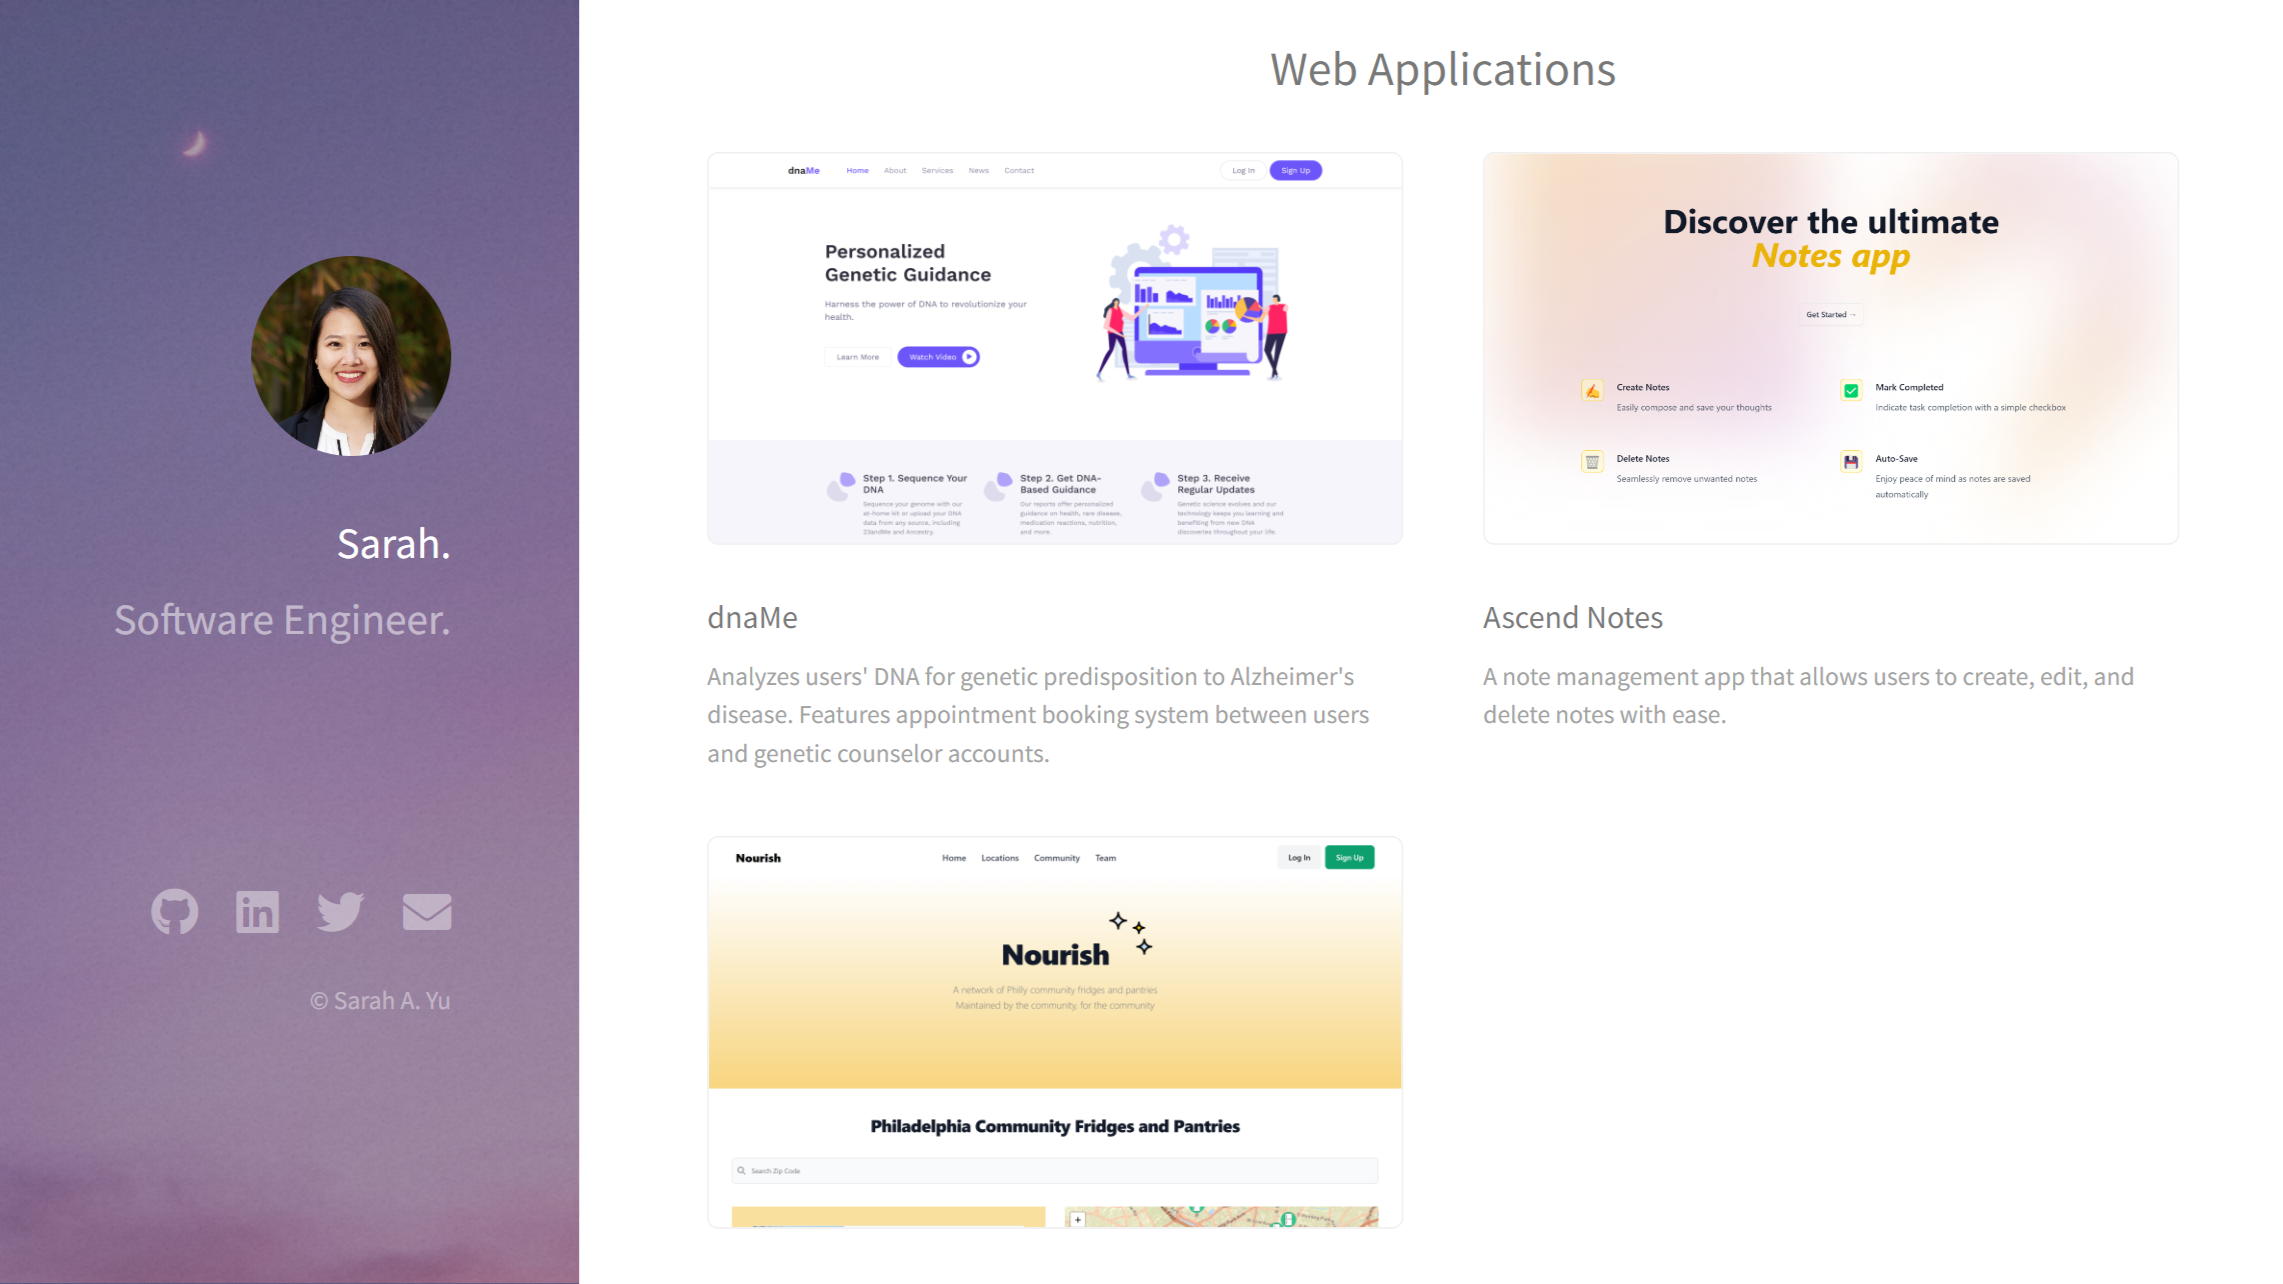 Sarah.
Software Engineer.
© Sarah A. Yu
Web Applications
dnaMe Home About Services News Contact Log In Sign Up
Personalized
Genetic Guidance
Harness the power of DNA to revolutionize your
health.
Learn More Watch Video
Step 1. Sequence Your
DNA
Sequence your genome with our
at-home kit or upload your DNA
data from any source, including
23andMe and Ancestry.
Step 2. Get DNA-
Based Guidance
Our reports offer personalized
guidance on health, rare disease,
medication reactions, nutrition,
and more.
Step 3. Receive
Regular Updates
Genetic science evolves and our
technology keeps you learning and
benefiting from new DNA
discoveries throughout your life.
dnaMe
Analyzes users' DNA for genetic predisposition to Alzheimer's
disease. Features appointment booking system between users
and genetic counselor accounts.
Discover the ultimate
Notes app
Get Started →
Create Notes
Easily compose and save your thoughts
Mark Completed
Indicate task completion with a simple checkbox
Delete Notes
Seamlessly remove unwanted notes
Auto-Save
Enjoy peace of mind as notes are saved
automatically
Ascend Notes
A note management app that allows users to create, edit, and
delete notes with ease.
Nourish Home Locations Community Team Log In Sign Up
Nourish
A network of Philly community fridges and pantries
Maintained by the community, for the community
Philadelphia Community Fridges and Pantries
Search Zip Code
+